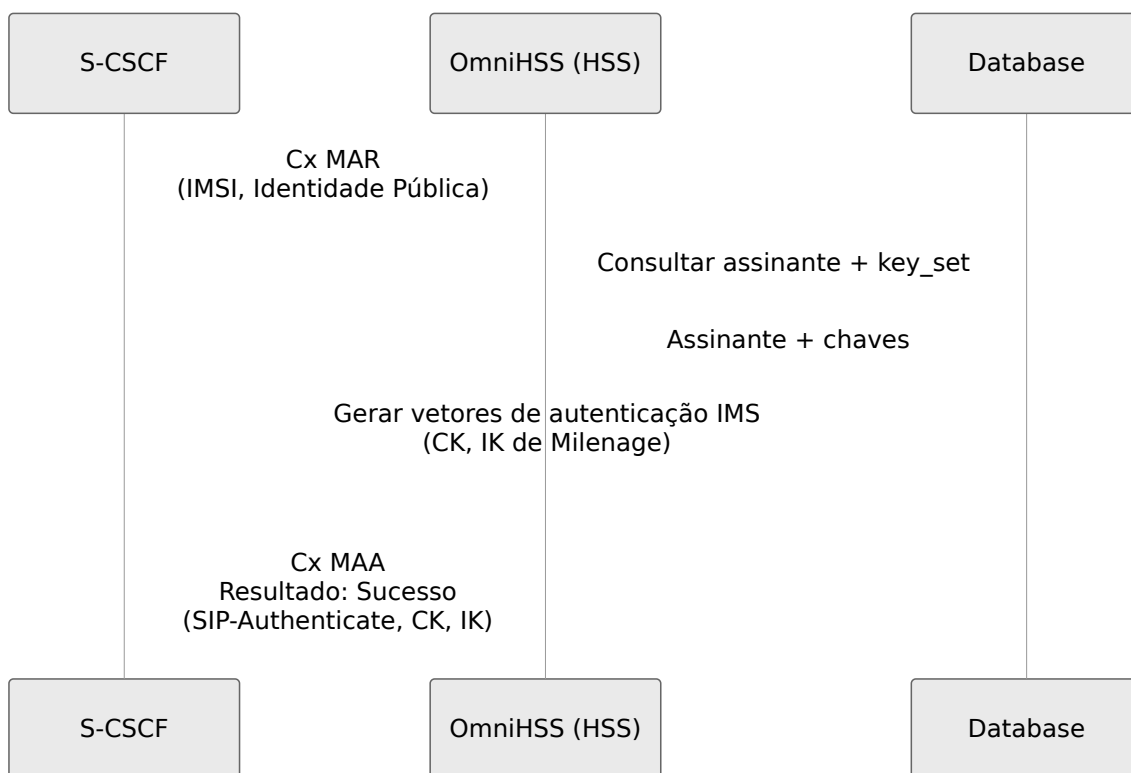 S-CSCF
OmniHSS (HSS)
Database
Cx MAR
(IMSI, Identidade Pública)
Consultar assinante + key_set
Assinante + chaves
Gerar vetores de autenticação IMS
(CK, IK de Milenage)
Cx MAA
Resultado: Sucesso
(SIP-Authenticate, CK, IK)
S-CSCF
OmniHSS (HSS)
Database